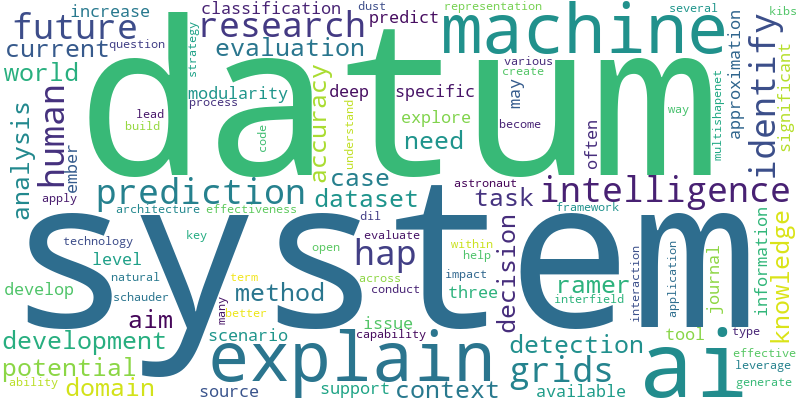 increase
classification
dust
representation
several
kibs
future
research
predict
machine
current
question
strategy
evaluation
datum
world
modularity
deep
specific
various
create
may
approximation
identify
significant
process
lead
build
code
accuracy
understand
explore
need
often
become
way
multishapenet
analysis
human
ember
apply
prediction
case
dataset
astronaut
task
intelligence
architecture
effectiveness
dil
framework
system
technology
key
open
evaluate
within
help
hap
decision
level
natural
term
across
impact
ramer
interaction
application
journal
information
knowledge
develop
schauder
many
better
method
conduct
three
interfield
aim
issue
capability
tool
type
development
scenario
explain
detection
ai
effective
potential
grids
leverage
ability
domain
source
support
context
available
generate